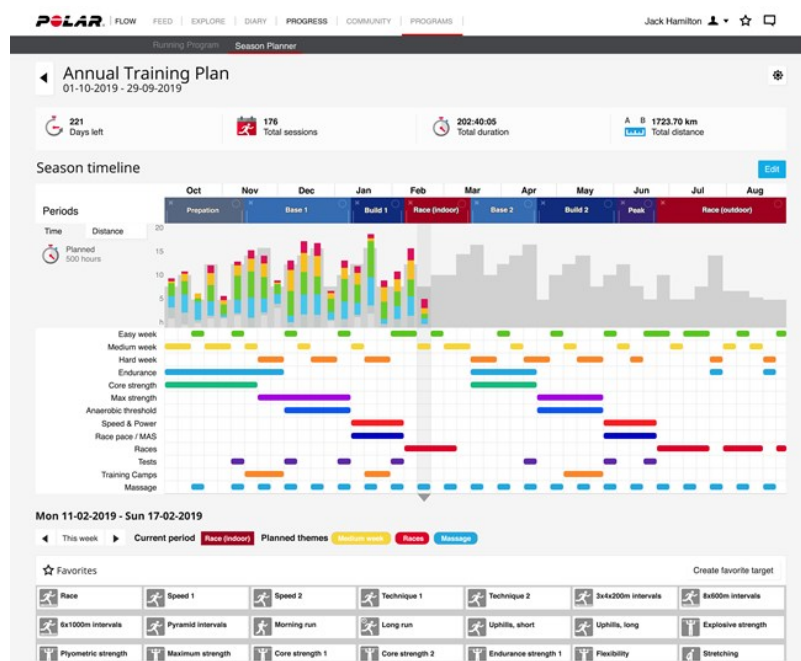 POLAR. FLOW FEED EXPLORE DIARY PROGRESS COMMUNITY PROGRAMS Jack Hamilton
Running Program Season Planner
Annual Training Plan
01-10-2019 - 29-09-2019
221 176 202:40:05 A B 1723.70 km
Days left Total sessions Total duration Total distance
Season timeline Edit
Oct Nov Dec Jan Feb Mar Apr May Jun Jul Aug
Periods Prepation Base 1 Build 1 Race (indoor) Base 2 Build 2 Peak Race (outdoor)
Time Distance 20
Planned 15
500 hours
10
5
h
Easy week
Medium week
Hard week
Endurance
Core strength
Max strength
Anaerobic threshold
Speed & Power
Race pace / MAS
Races
Tests
Training Camps
Massage
Mon 11-02-2019 - Sun 17-02-2019
This week Current period Race (indoor) Planned themes Medium week Races Massage
Favorites Create favorite target
Race Speed 1 Speed 2 Technique 1 Technique 2 3x4x200m intervals 8x600m intervals
6x1000m intervals Pyramid intervals Morning run Long run Uphills, short Uphills, long Explosive strength
Plyometric strength Maximum strength Core strength 1 Core strength 2 Endurance strength 1 Flexibility Stretching